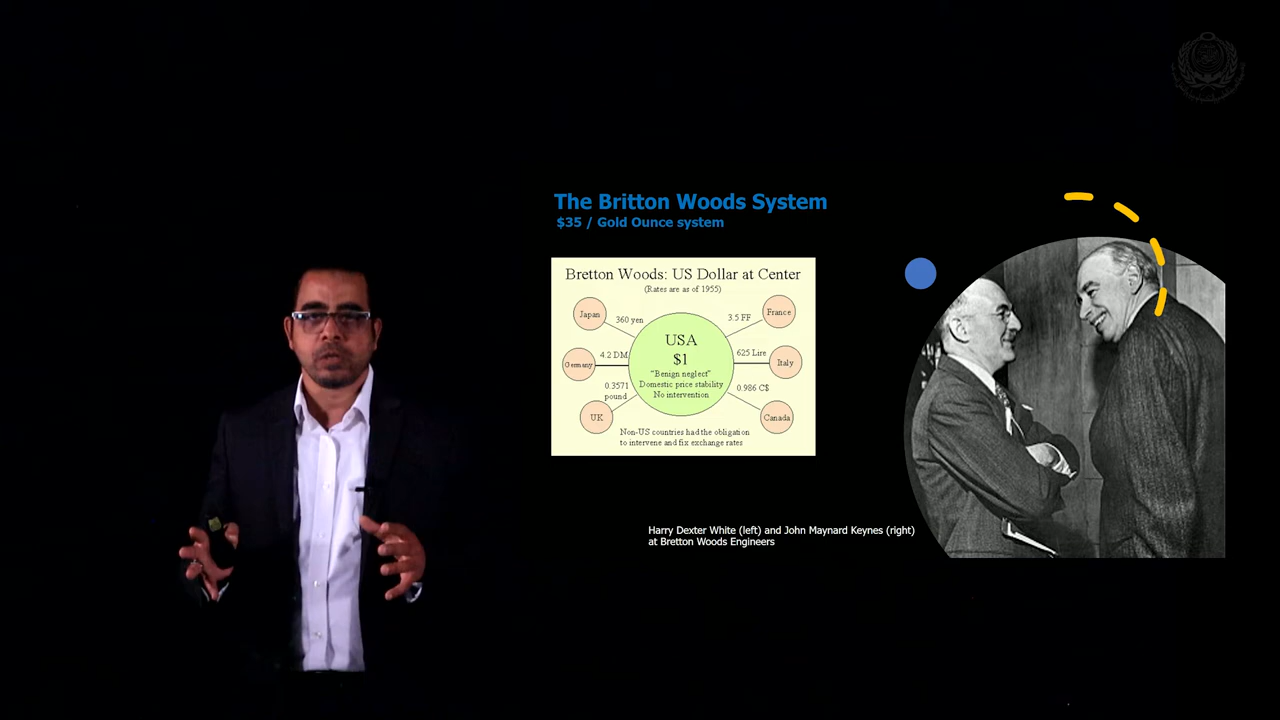 The Britton Woods System
$35 / Gold Ounce system
Bretton Woods: US Dollar at Center
(Rates are as of 1955)
Japan
360 yen
3.5 FF
France
USA
$1
Germany
4.2 DM
625 Lire
Italy
"Benign neglect"
Domestic price stability
No intervention
0.3571
pound
0.986 C$
UK
Canada
Non-US countries had the obligation
to intervene and fix exchange rates
Harry Dexter White (left) and John Maynard Keynes (right)
at Bretton Woods Engineers